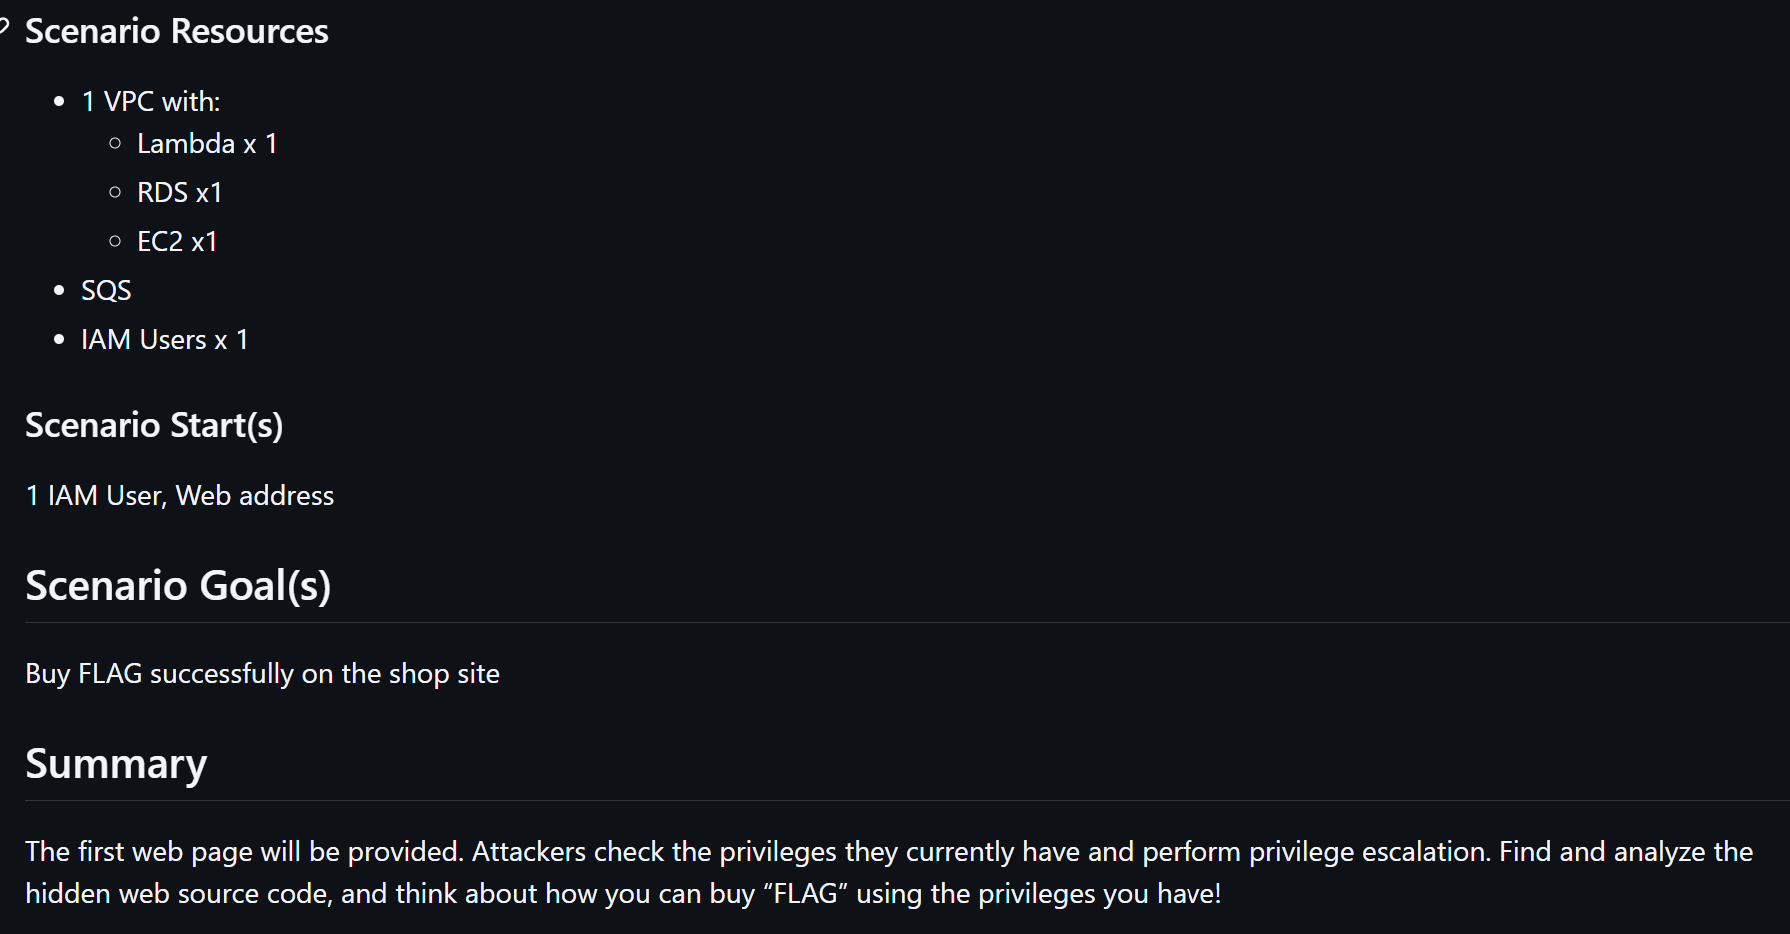 Scenario Resources
1 VPC with:
Lambda x 1
RDS x1
EC2 x1
SQS
IAM Users x 1
Scenario Start(s)
1 IAM User, Web address
Scenario Goal(s)
Buy FLAG successfully on the shop site
Summary
The first web page will be provided. Attackers check the privileges they currently have and perform privilege escalation. Find and analyze the
hidden web source code, and think about how you can buy “FLAG” using the privileges you have!